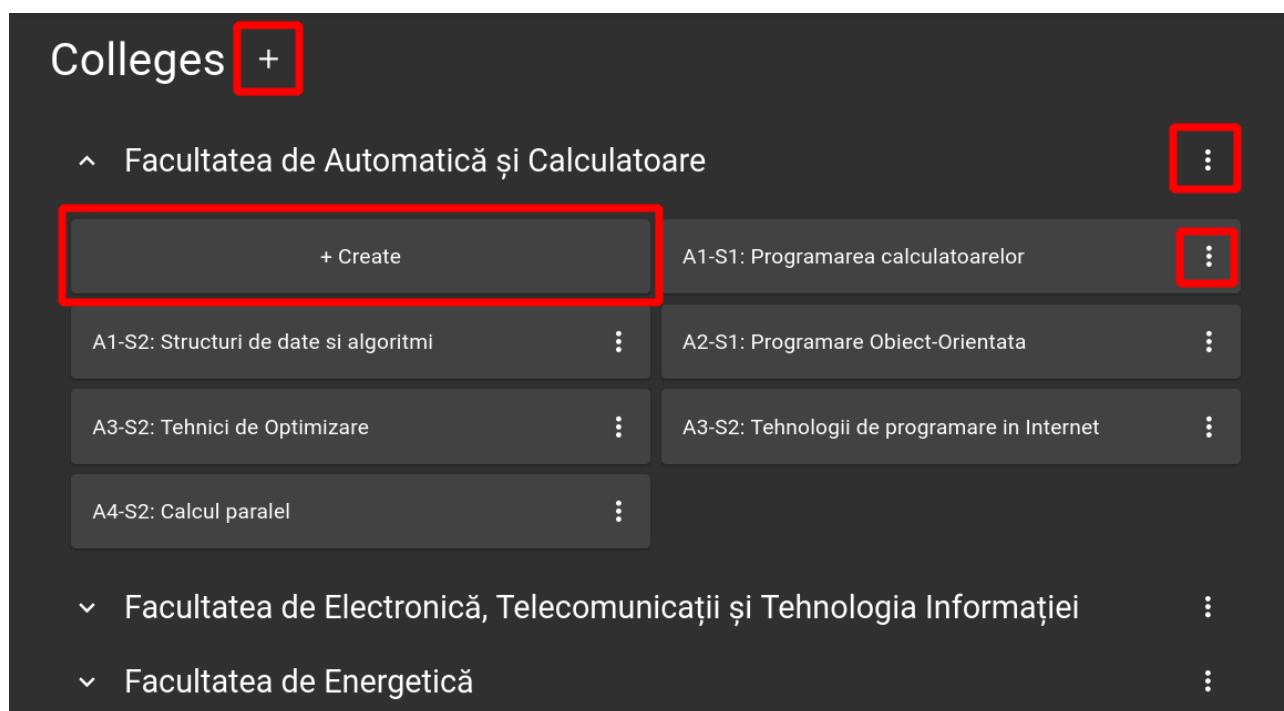 Colleges +
Facultatea de Automatică și Calculatoare
+ Create
A1-S1: Programarea calculatoarelor
A1-S2: Structuri de date si algoritmi
A2-S1: Programare Obiect-Orientata
A3-S2: Tehnici de Optimizare
A3-S2: Tehnologii de programare in Internet
A4-S2: Calcul paralel
Facultatea de Electronică, Telecomunicații și Tehnologia Informației
Facultatea de Energetică